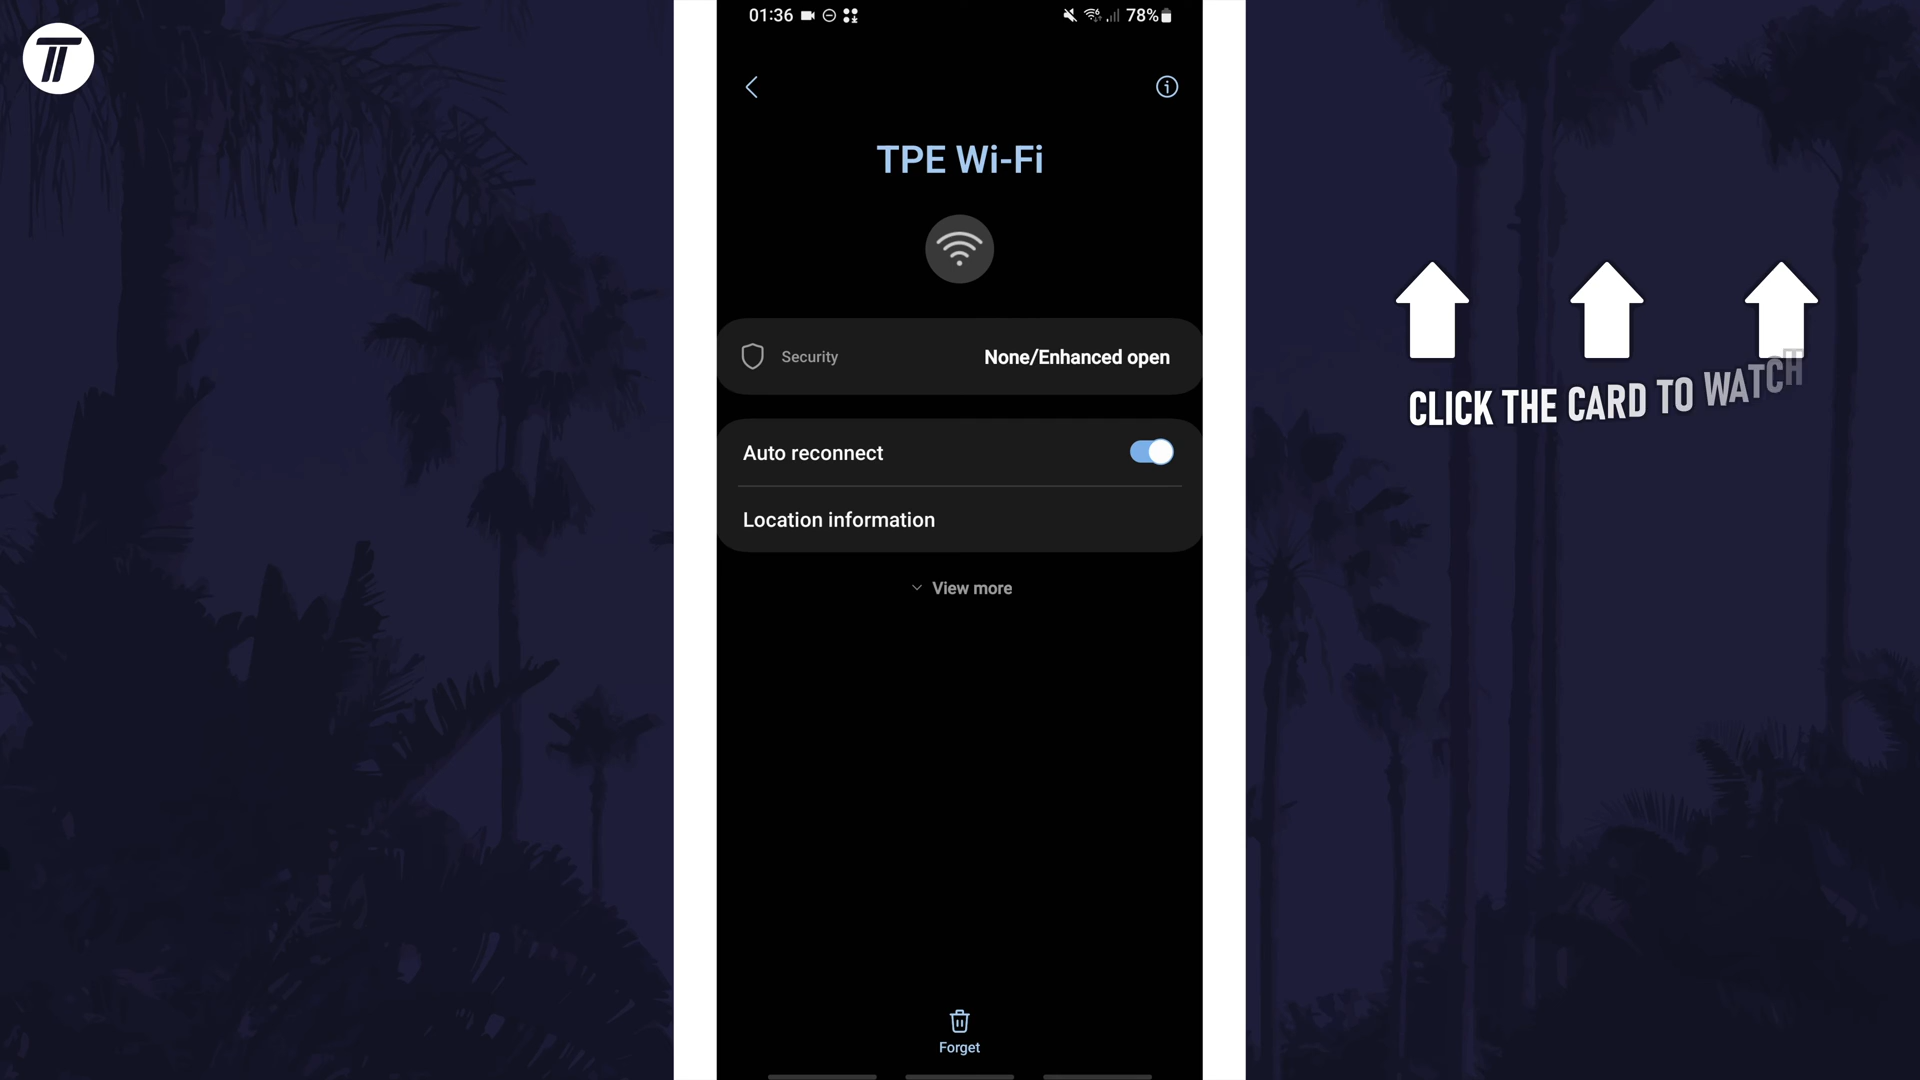 01:36
78%
TPE Wi-Fi
Security
None/Enhanced open
CLICK THE CARD TO WATCH
Auto reconnect
Location information
View more
Forget